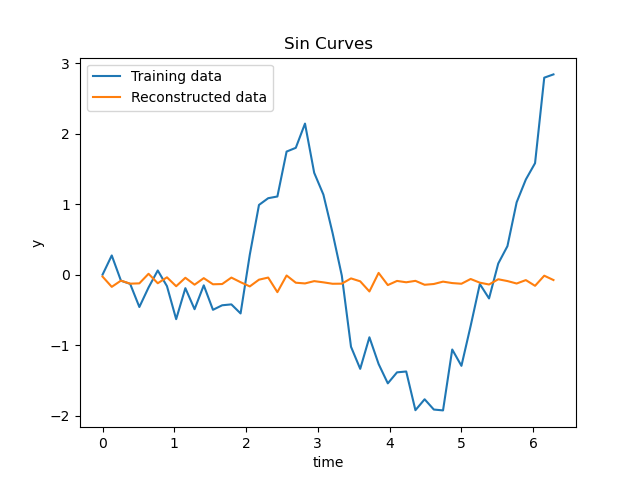 Sin Curves
Training data
Reconstructed data
y
3
2
1
0
−1
−2
0 1 2 3 4 5 6
time